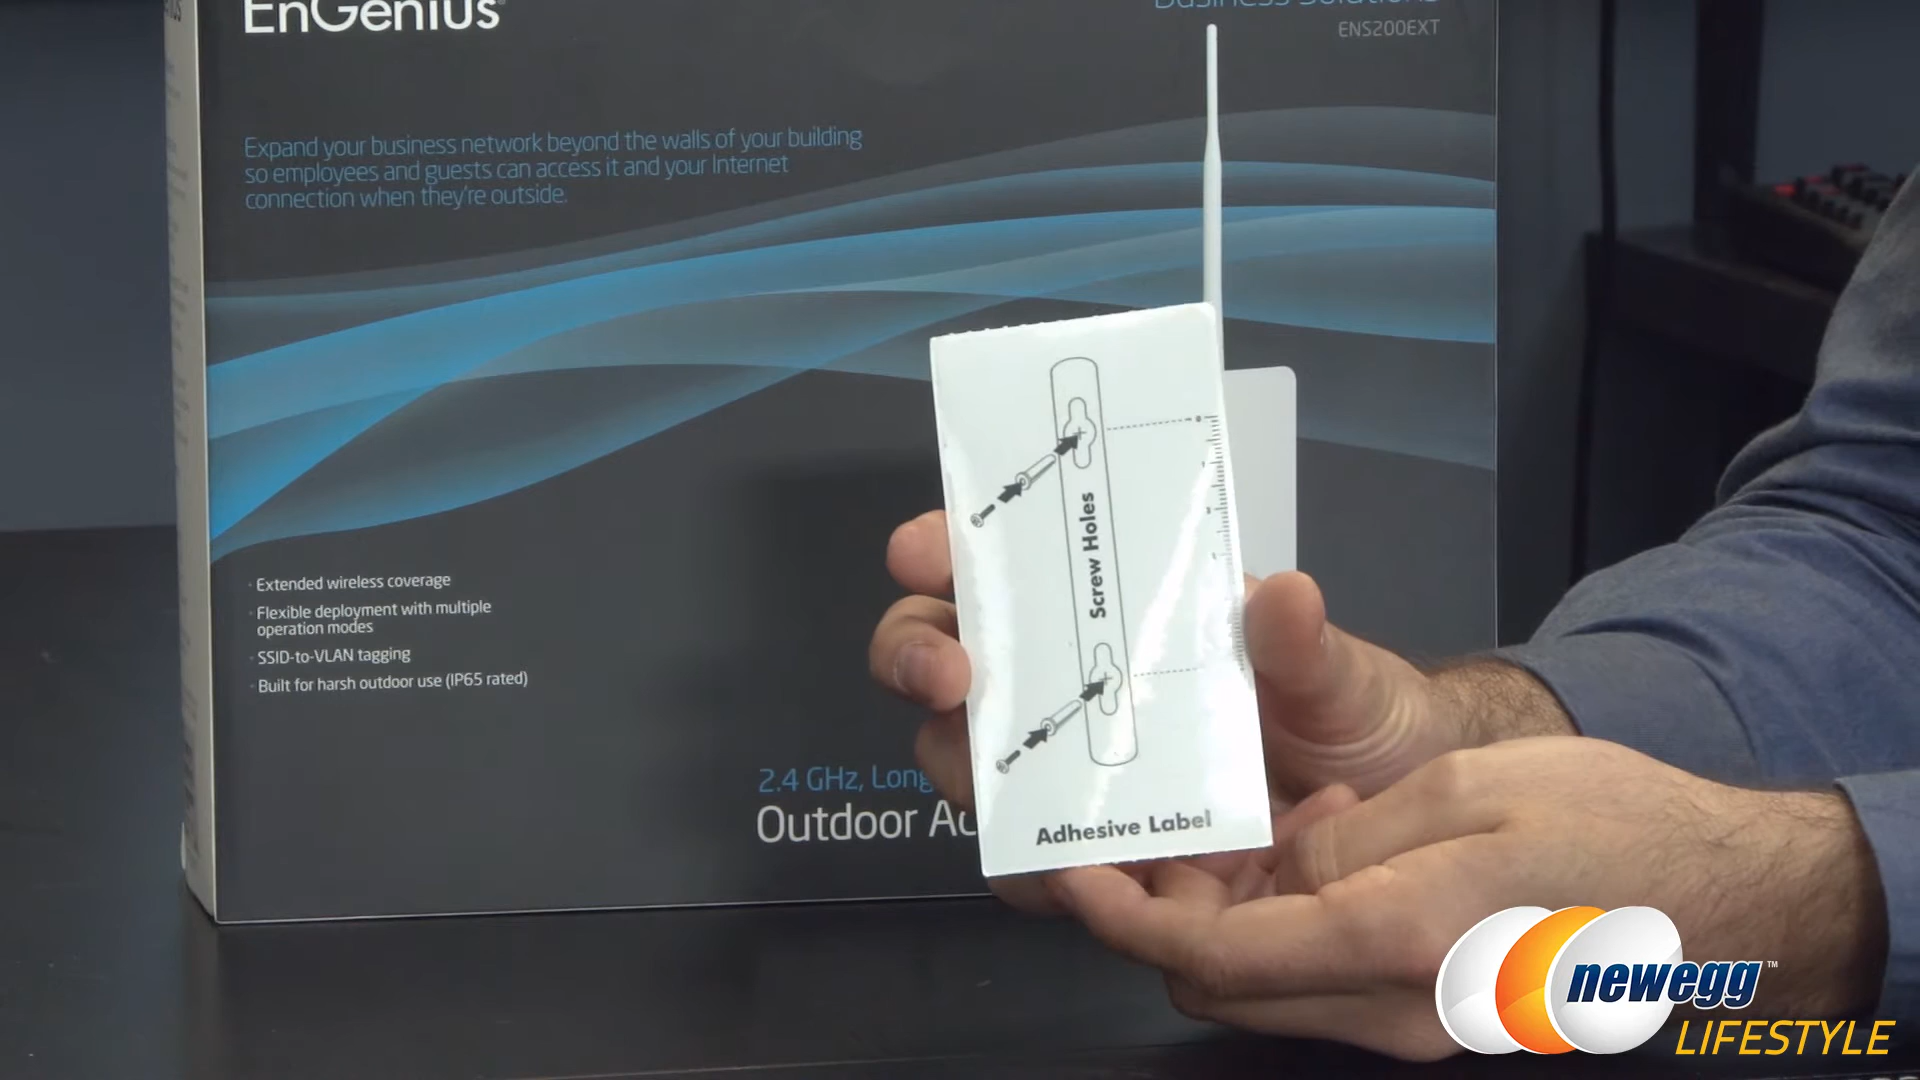 EnGenius
Business Solutions
ENS200EXT
Expand your business network beyond the walls of your building
so employees and guests can access it and your Internet
connection when they're outside.
· Extended wireless coverage
· Flexible deployment with multiple
operation modes
· SSID-to-VLAN tagging
· Built for harsh outdoor use (IP65 rated)
2.4 GHz, Long
Outdoor Ac
Screw Holes
Adhesive Label
newegg™
LIFESTYLE